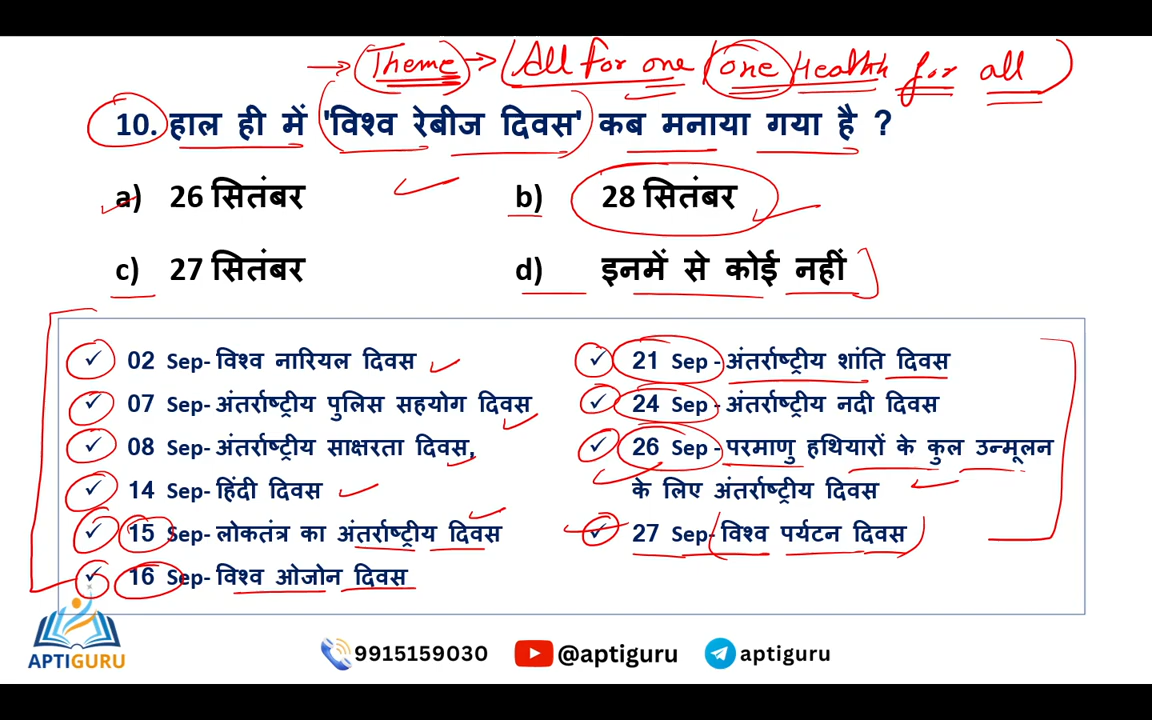 → Theme → (All for one, one Health for all)
10. हाल ही में 'विश्व रेबीज दिवस' कब मनाया गया है ?
a) 26 सितंबर
b) 28 सितंबर
c) 27 सितंबर
d) इनमें से कोई नहीं
✓ 02 Sep- विश्व नारियल दिवस
✓ 07 Sep- अंतर्राष्ट्रीय पुलिस सहयोग दिवस
✓ 08 Sep- अंतर्राष्ट्रीय साक्षरता दिवस,
✓ 14 Sep- हिंदी दिवस
✓ 15 Sep- लोकतंत्र का अंतर्राष्ट्रीय दिवस
✓ 16 Sep- विश्व ओजोन दिवस
✓ 21 Sep - अंतर्राष्ट्रीय शांति दिवस
✓ 24 Sep - अंतर्राष्ट्रीय नदी दिवस
✓ 26 Sep - परमाणु हथियारों के कुल उन्मूलन
के लिए अंतर्राष्ट्रीय दिवस
✓ 27 Sep- विश्व पर्यटन दिवस
APTIGURU
9915159030
@aptiguru
aptiguru